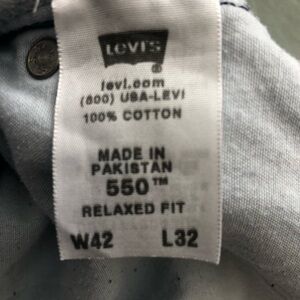 LEVI'S
®
levi.com
(800) USA-LEVI
100% COTTON
MADE IN
PAKISTAN
550™
RELAXED FIT
W42 L32